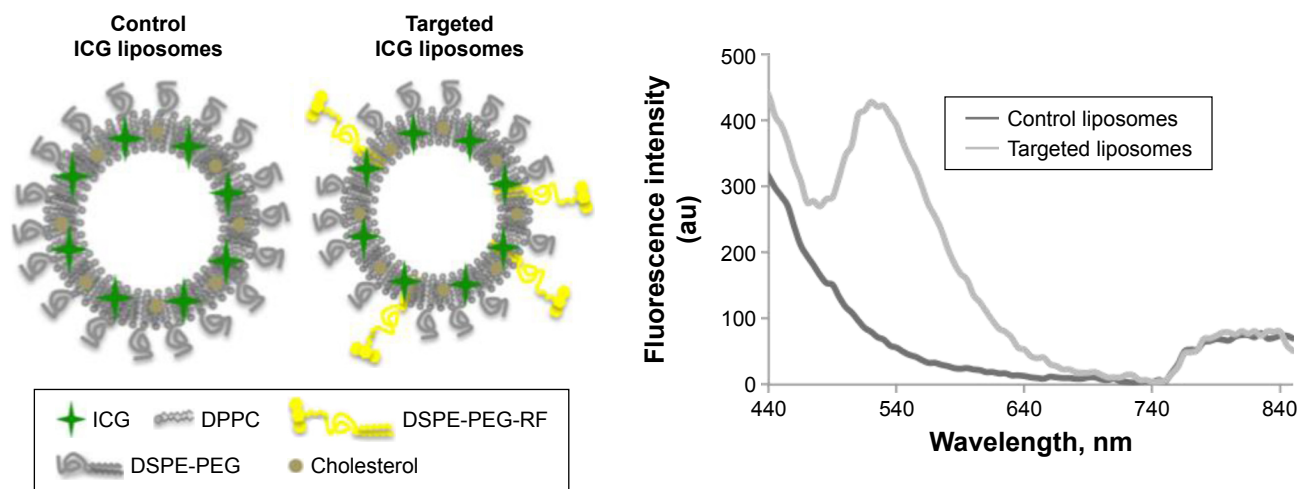 Control
ICG liposomes
Targeted
ICG liposomes
ICG
DPPC
DSPE-PEG-RF
DSPE-PEG
Cholesterol
Fluorescence intensity
(au)
500
400
300
200
100
0
Control liposomes
Targeted liposomes
440
540
640
740
840
Wavelength, nm